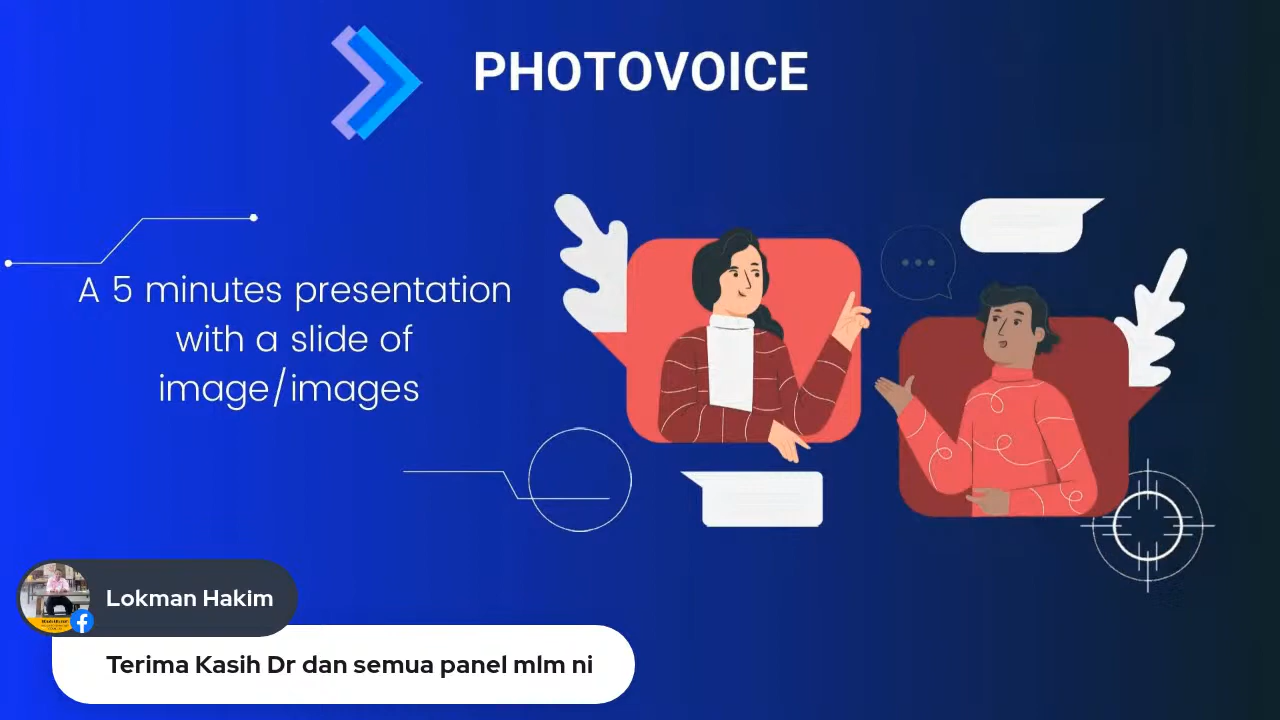 PHOTOVOICE
A 5 minutes presentation
with a slide of
image/images
Lokman Hakim
Terima Kasih Dr dan semua panel mlm ni